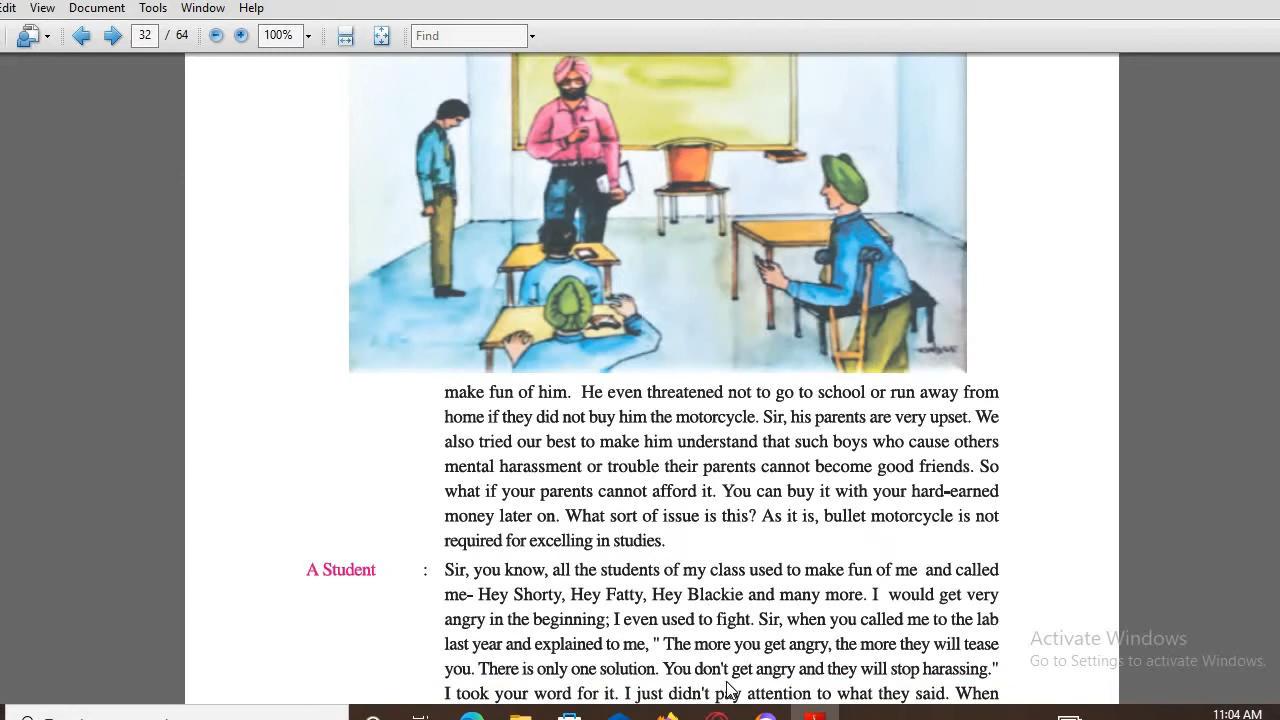 Edit View Document Tools Window Help
32 / 64 100% Find
make fun of him. He even threatened not to go to school or run away from
home if they did not buy him the motorcycle. Sir, his parents are very upset. We
also tried our best to make him understand that such boys who cause others
mental harassment or trouble their parents cannot become good friends. So
what if your parents cannot afford it. You can buy it with your hard-earned
money later on. What sort of issue is this? As it is, bullet motorcycle is not
required for excelling in studies.
A Student : Sir, you know, all the students of my class used to make fun of me and called
me- Hey Shorty, Hey Fatty, Hey Blackie and many more. I would get very
angry in the beginning; I even used to fight. Sir, when you called me to the lab
last year and explained to me, " The more you get angry, the more they will tease
you. There is only one solution. You don't get angry and they will stop harassing."
I took your word for it. I just didn't pay attention to what they said. When
Activate Windows
Go to Settings to activate Windows.
11:04 AM